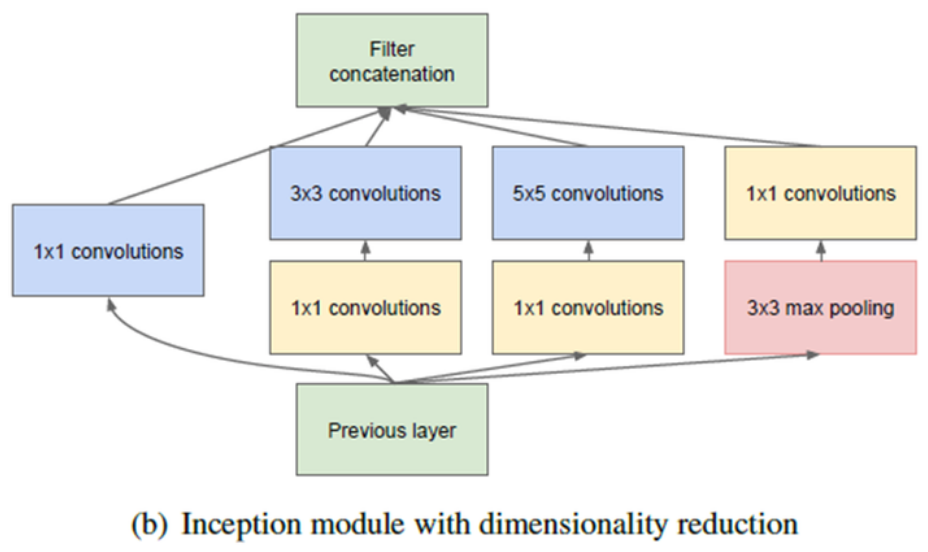 Filter
concatenation
3x3 convolutions
5x5 convolutions
1x1 convolutions
1x1 convolutions
1x1 convolutions
1x1 convolutions
3x3 max pooling
Previous layer
(b) Inception module with dimensionality reduction